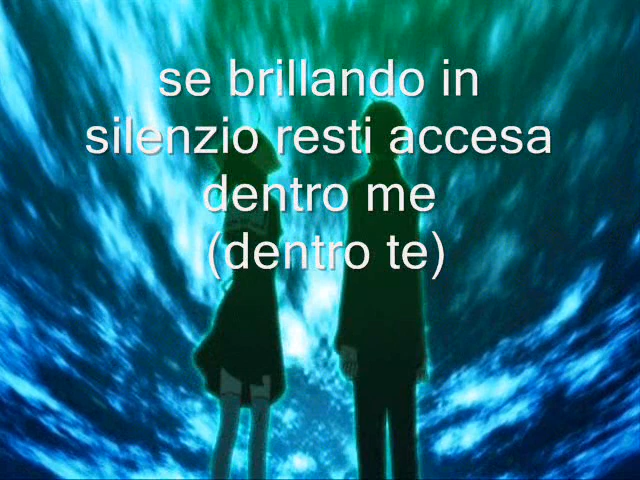 se brillando in
silenzio resti accesa
dentro me
(dentro te)